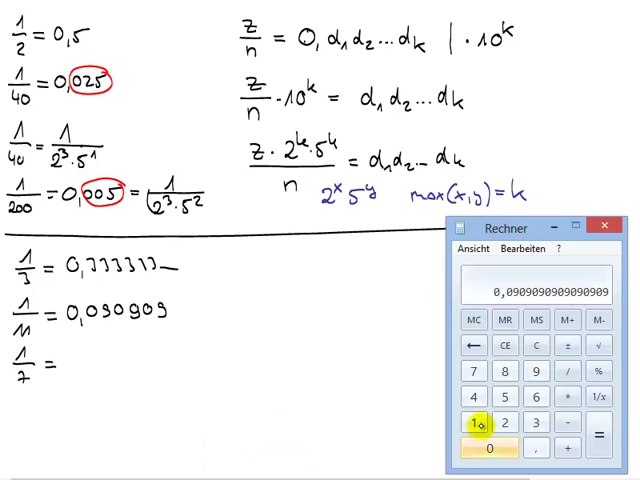 1/2 = 0,5
1/40 = 0,025
1/40 = 1/(2³·5¹)
1/200 = 0,005 = 1/(2³·5²)
z/n = 0,d₁d₂...dₖ | ·10ᵏ
z/n ·10ᵏ = d₁d₂...dₖ
(z·2ᵏ·5ᵏ)/n = d₁d₂...dₖ
2ˣ5ʸ max(x,y) = k
1/3 = 0,333333
1/11 = 0,090909
1/7 =
Rechner
Ansicht Bearbeiten ?
0,0909090909090909
MC MR MS M+ M-
← CE C ± √
7 8 9 / %
4 5 6 * 1/x
1 2 3 - =
0 , +